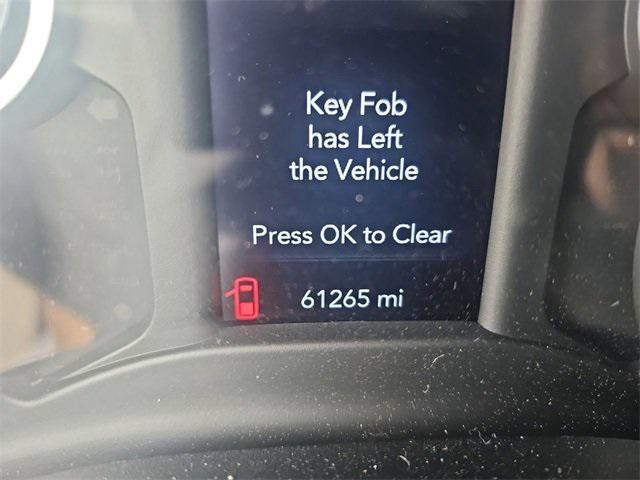 Key Fob
has Left
the Vehicle
Press OK to Clear
61265 mi